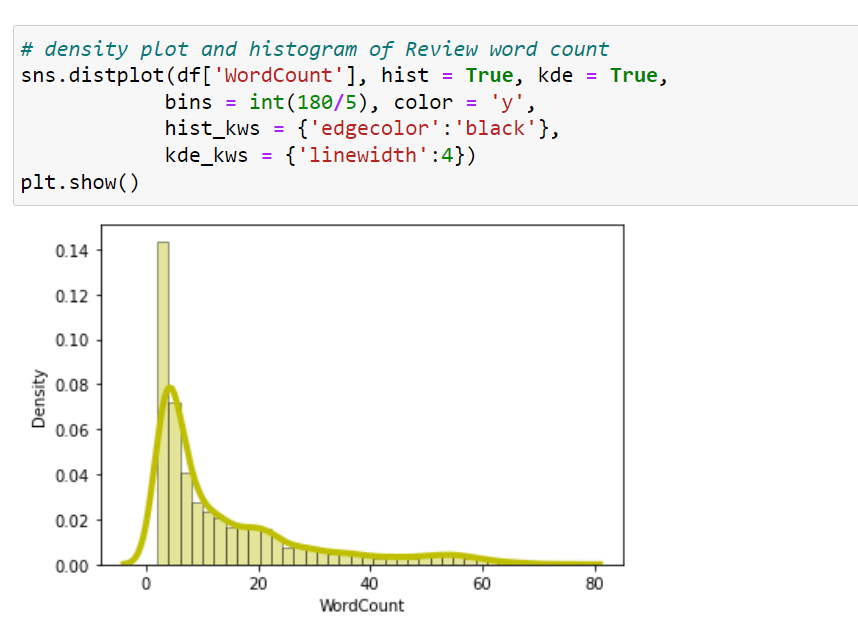 # density plot and histogram of Review word count
sns.distplot(df['WordCount'], hist = True, kde = True,
            bins = int(180/5), color = 'y',
            hist_kws = {'edgecolor':'black'},
            kde_kws = {'linewidth':4})
plt.show()
0.14
0.12
0.10
0.08
0.06
0.04
0.02
0.00
Density
0 20 40 60 80
WordCount